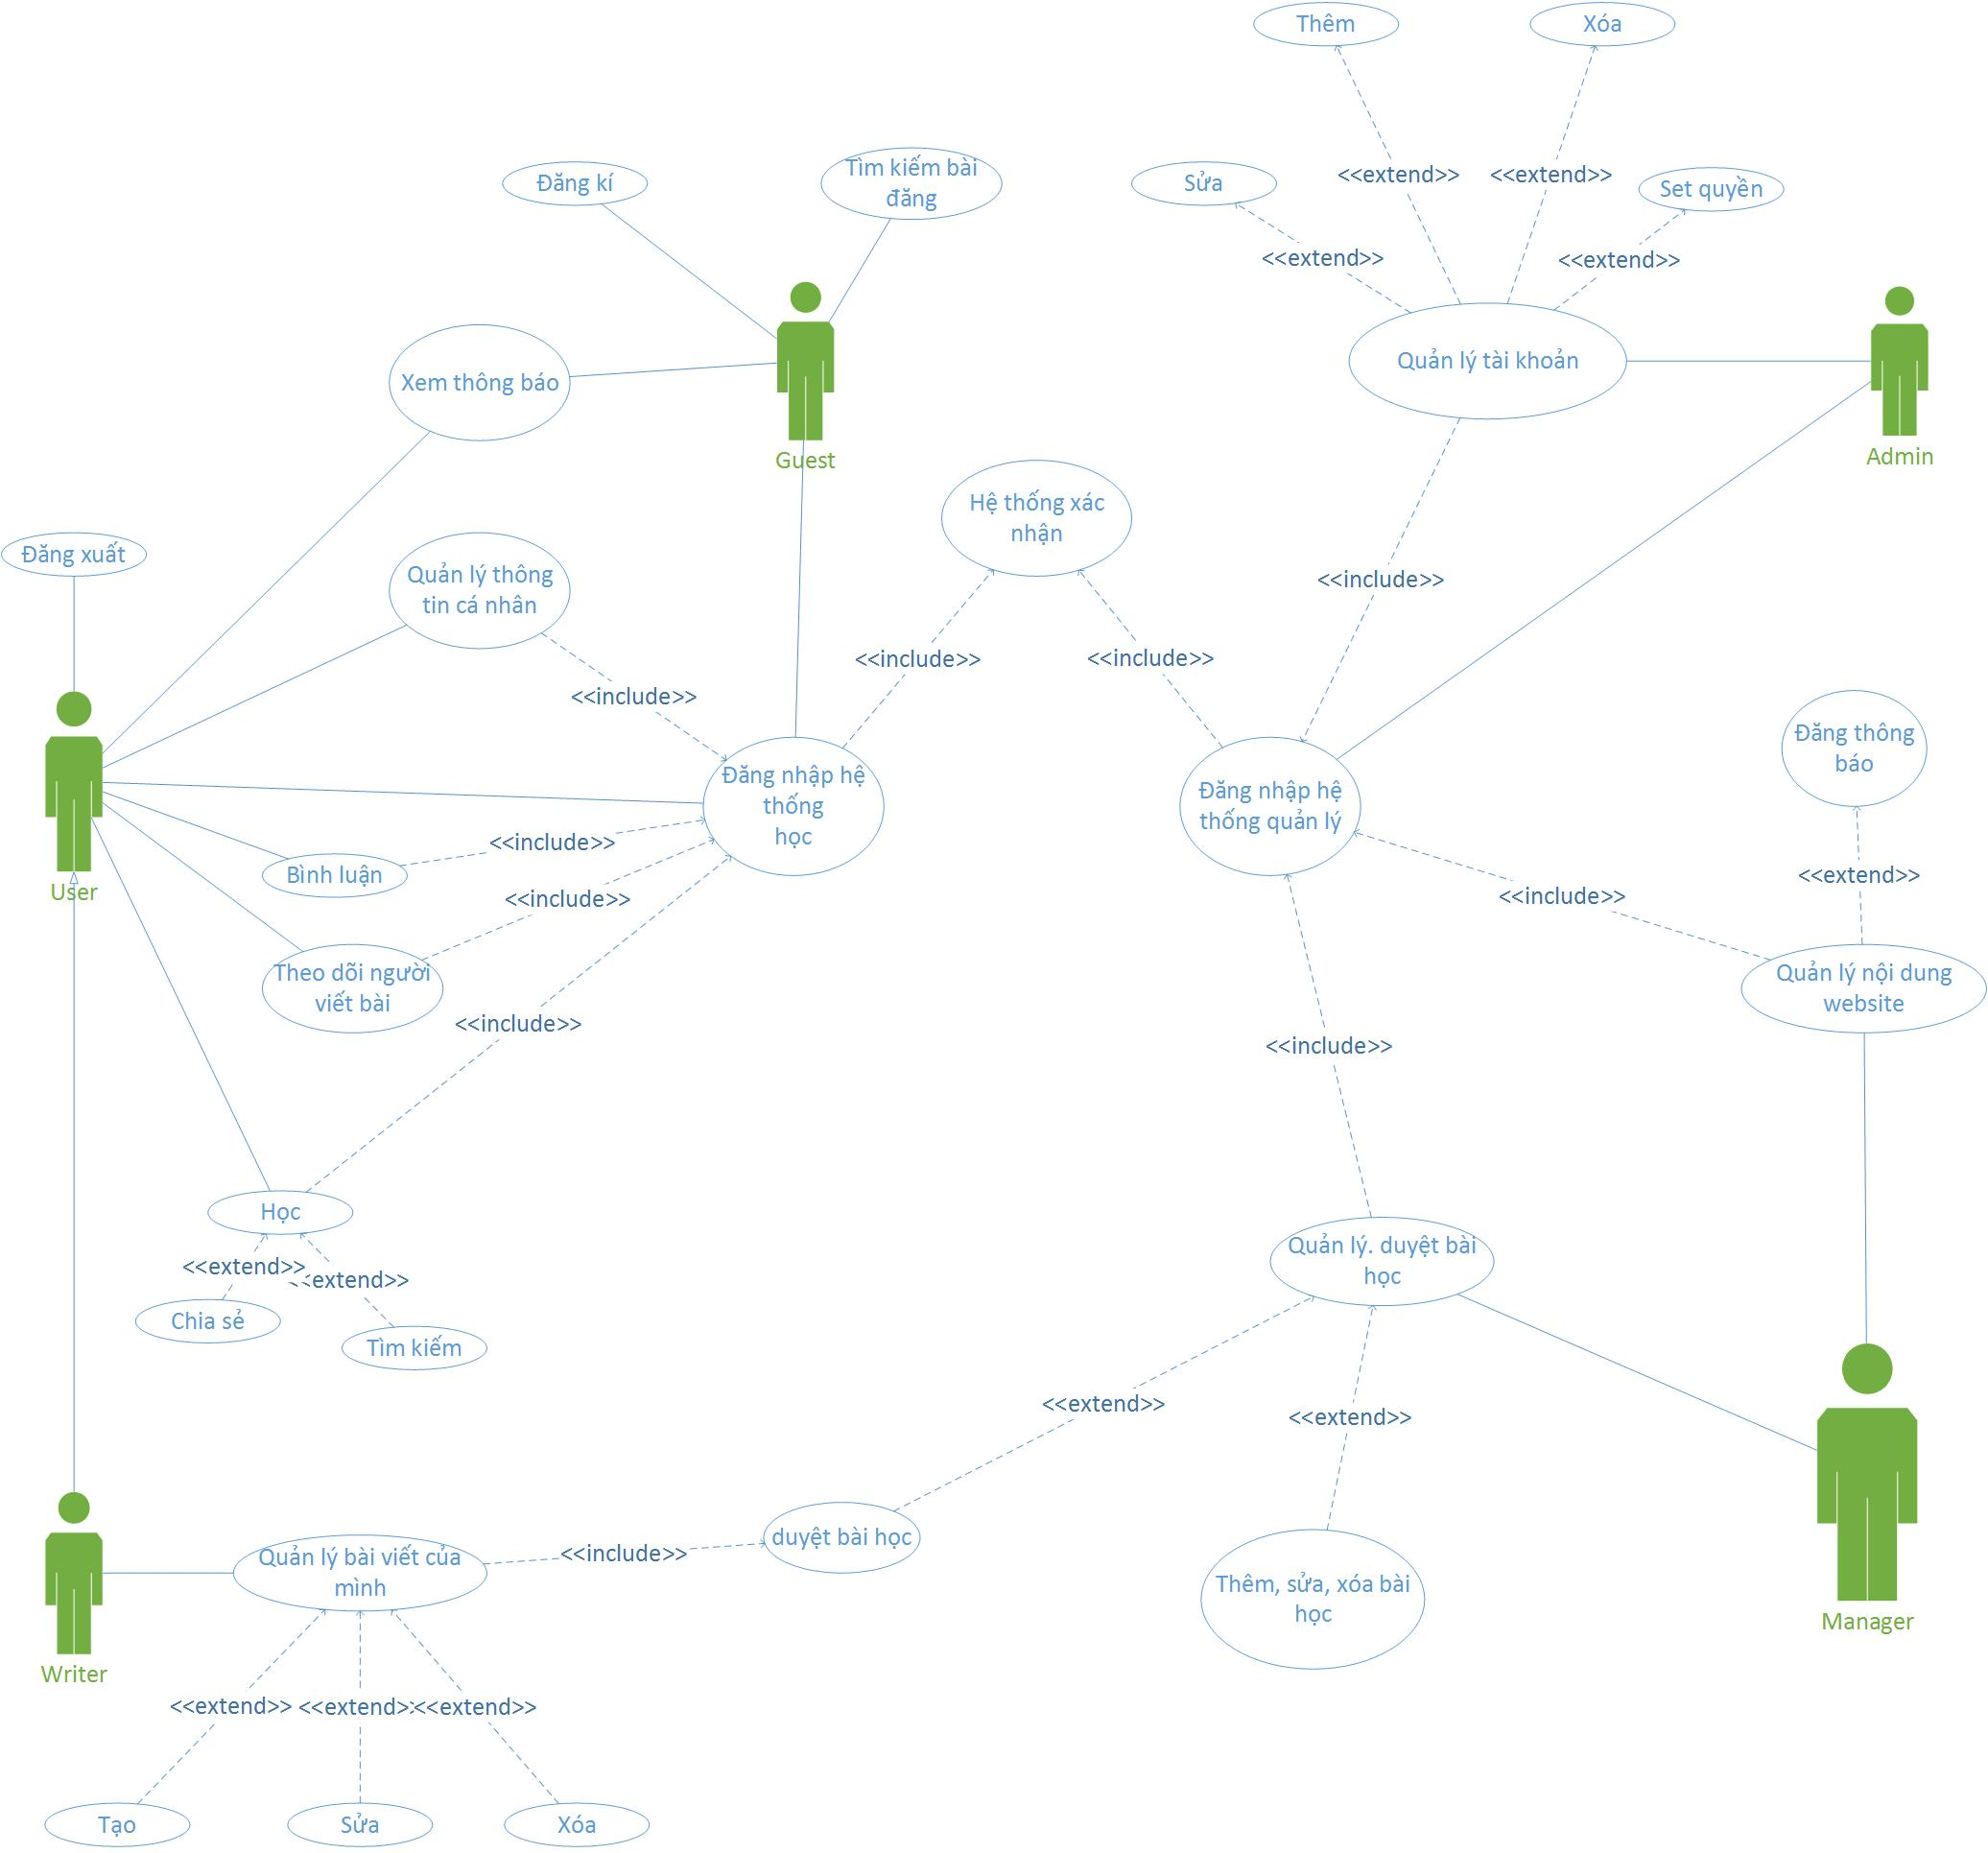 Thêm
Xóa
Đăng kí
Tìm kiếm bài
đăng
Sửa
<<extend>>
<<extend>>
Set quyền
<<extend>>
<<extend>>
Xem thông báo
Quản lý tài khoản
Guest
Admin
Hệ thống xác
nhận
Đăng xuất
Quản lý thông
tin cá nhân
<<include>>
<<include>>
<<include>>
<<include>>
Đăng thông
báo
Đăng nhập hệ
thống
học
Đăng nhập hệ
thống quản lý
<<include>>
Bình luận
User
<<include>>
<<include>>
<<extend>>
Theo dõi người
viết bài
Quản lý nội dung
website
<<include>>
<<include>>
Học
Quản lý. duyệt bài
học
<<extend>>
<<extend>>
Chia sẻ
Tìm kiếm
<<extend>>
<<extend>>
duyệt bài học
<<include>>
Quản lý bài viết của
mình
Thêm, sửa, xóa bài
học
Manager
Writer
<<extend>>
<<extend>>
<<extend>>
Tạo
Sửa
Xóa